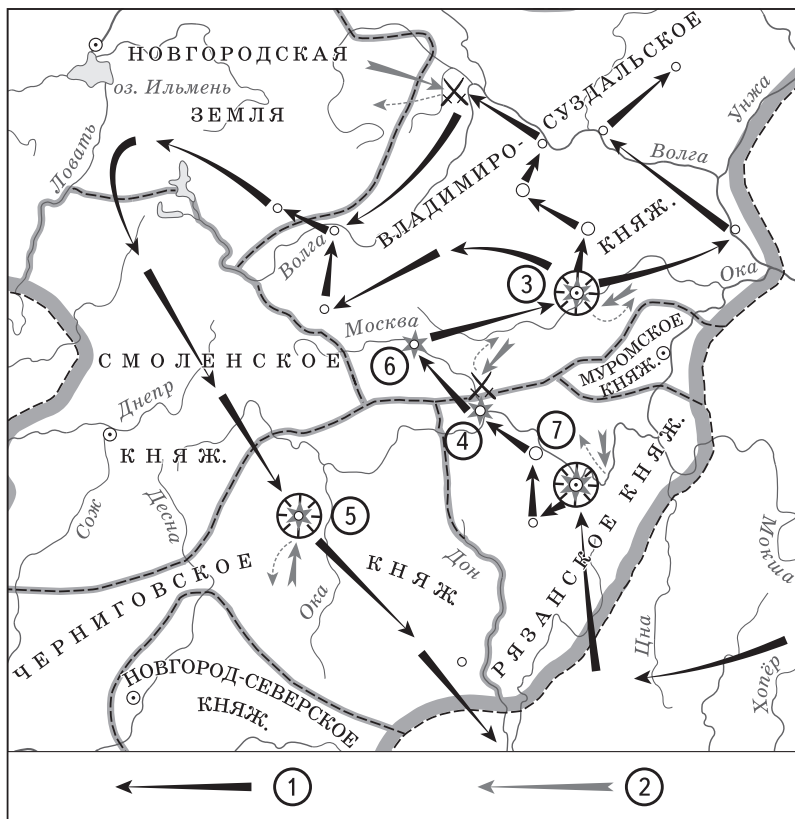 НОВГОРОДСКАЯ
оз. Ильмень
ЗЕМЛЯ
Ловать
ВЛАДИМИРО-
СУЗДАЛЬСКОЕ
КНЯЖ.
Унжа
Волга
Волга
3
Ока
Москва
6
МУРОМСКОЕ
КНЯЖ.
СМОЛЕНСКОЕ
Днепр
КНЯЖ.
Сож
Десна
4
7
5
Дон
РЯЗАНСКОЕ КНЯЖ.
Мокша
Цна
Хопёр
ЧЕРНИГОВСКОЕ
КНЯЖ.
Ока
НОВГОРОД-СЕВЕРСКОЕ
КНЯЖ.
1
2